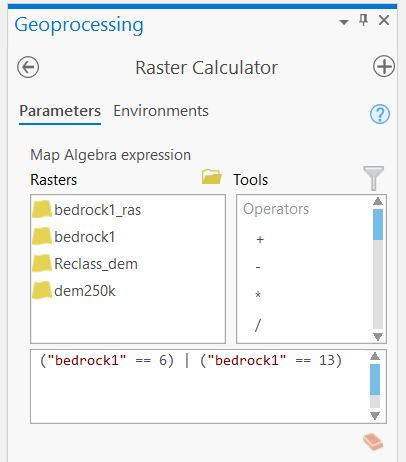 Geoprocessing
Raster Calculator
Parameters Environments
?
Map Algebra expression
Rasters
Tools
bedrock1_ras
bedrock1
Reclass_dem
dem250k
Operators
+
-
*
/
("bedrock1" == 6) | ("bedrock1" == 13)